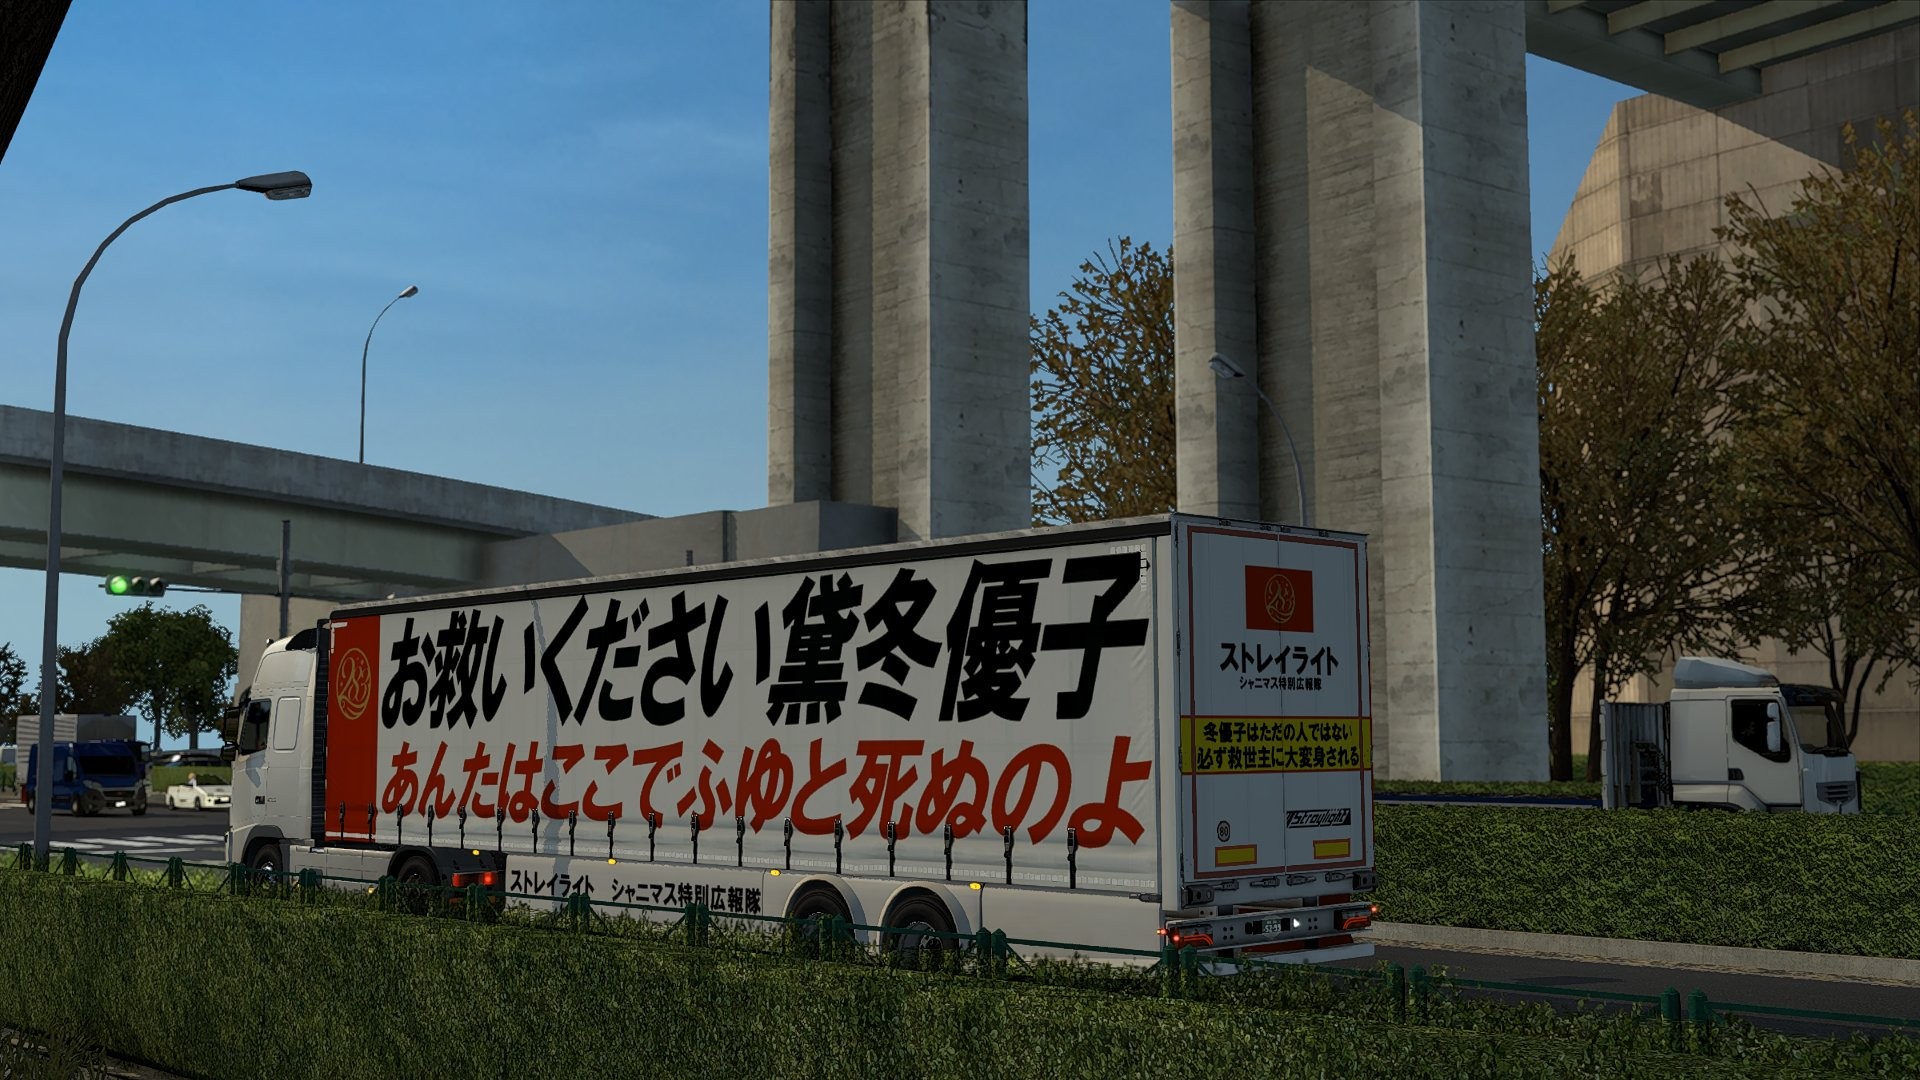 お救いください黛冬優子
あんたはここでふゆと死ぬのよ
ストレイライト シャニマス特別広報隊
ストレイライト
シャニマス特別広報隊
冬優子はただの人ではない
必ず救世主に大変身される
Straylight
80